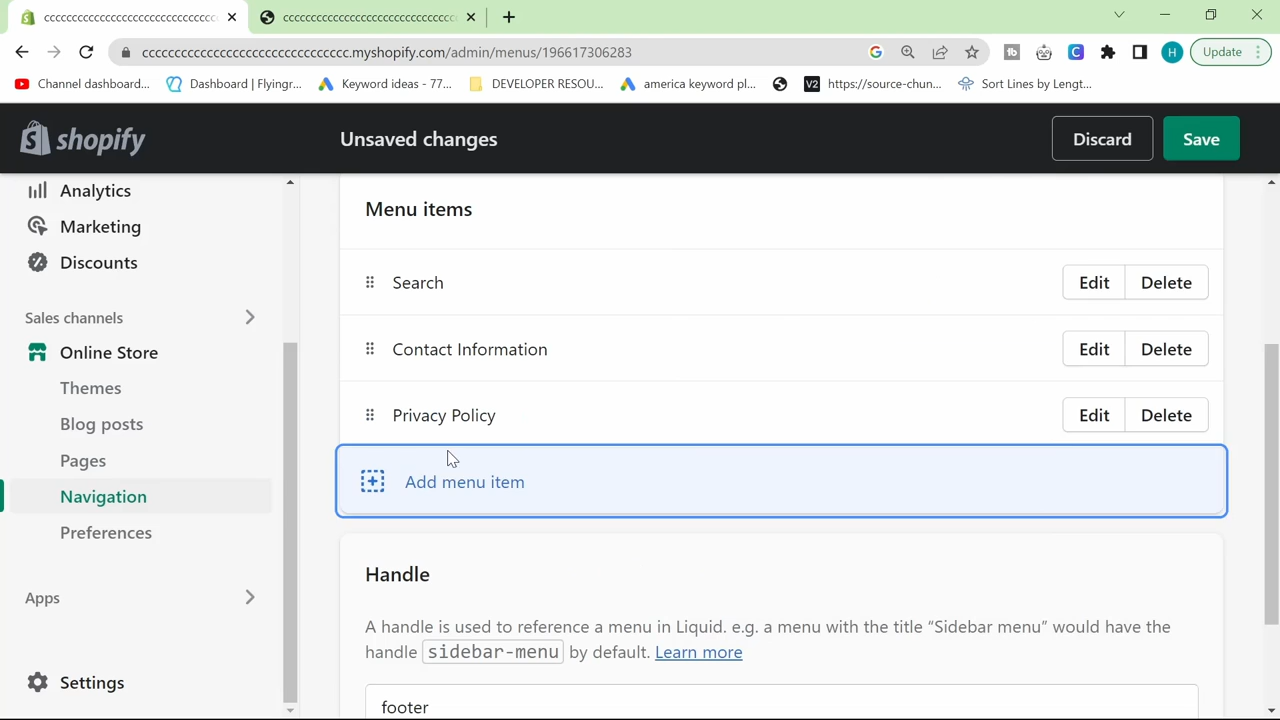 cccccccccccccccccccccccccccccccc
cccccccccccccccccccccccccccccccc
Update
cccccccccccccccccccccccccccccccc.myshopify.com/admin/menus/196617306283
Channel dashboard...
Dashboard | Flyingr...
Keyword ideas - 77...
DEVELOPER RESOU...
america keyword pl...
V2
https://source-chun...
Sort Lines by Lengt...
shopify
Unsaved changes
Discard
Save
Analytics
Marketing
Discounts
Sales channels
Online Store
Themes
Blog posts
Pages
Navigation
Preferences
Apps
Settings
Menu items
Search
Edit
Delete
Contact Information
Edit
Delete
Privacy Policy
Edit
Delete
Add menu item
Handle
A handle is used to reference a menu in Liquid. e.g. a menu with the title “Sidebar menu” would have the
handle sidebar-menu by default. Learn more
footer